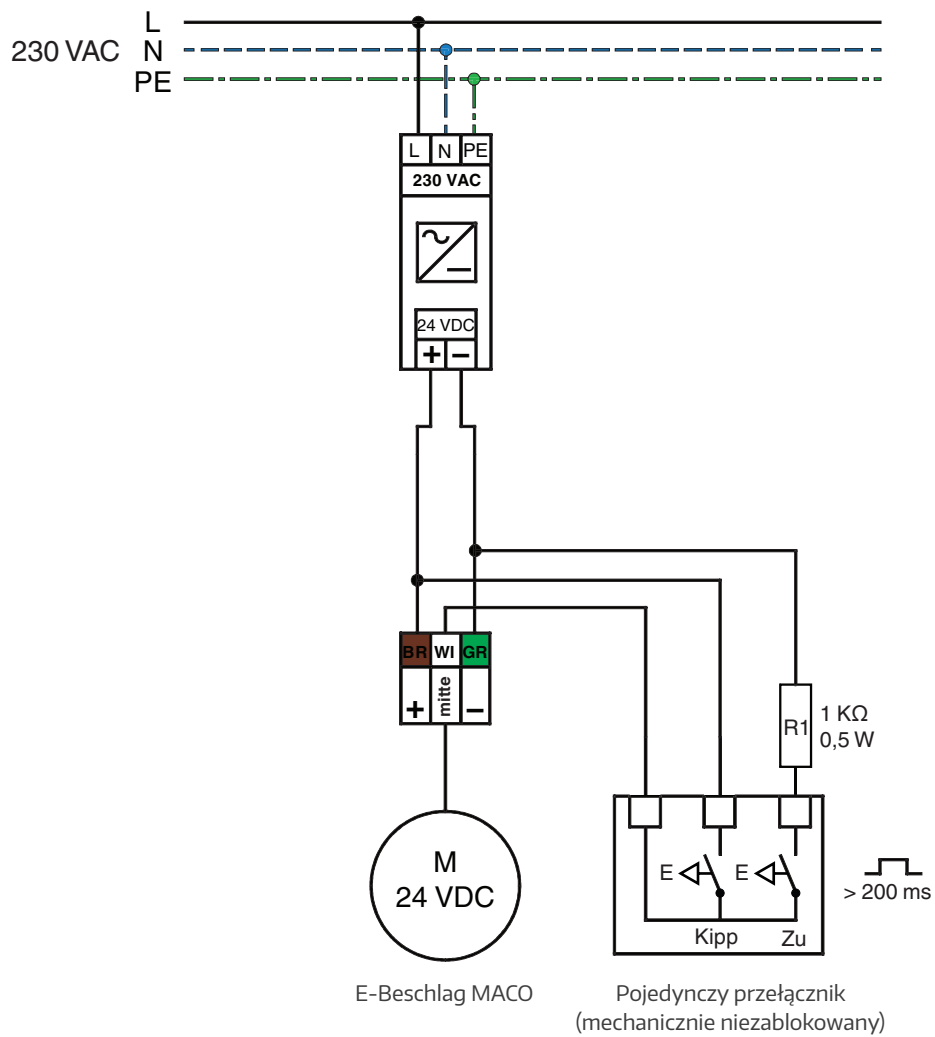 L
230 VAC N
PE
L N PE
230 VAC
24 VDC
+ −
BR WI GR
+ mitte −
R1
1 KΩ
0,5 W
M
24 VDC
E E
> 200 ms
Kipp Zu
E-Beschlag MACO
Pojedynczy przełącznik
(mechanicznie niezablokowany)